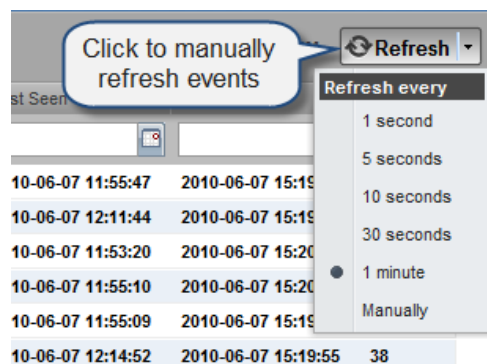 Click to manually
refresh events
Refresh
Refresh every
st Seen
1 second
5 seconds
10 seconds
30 seconds
1 minute
Manually
10-06-07 11:55:47 2010-06-07 15:19
10-06-07 12:11:44 2010-06-07 15:19
10-06-07 11:53:20 2010-06-07 15:20
10-06-07 11:55:10 2010-06-07 15:20
10-06-07 11:55:09 2010-06-07 15:19
10-06-07 12:14:52 2010-06-07 15:19:55 38